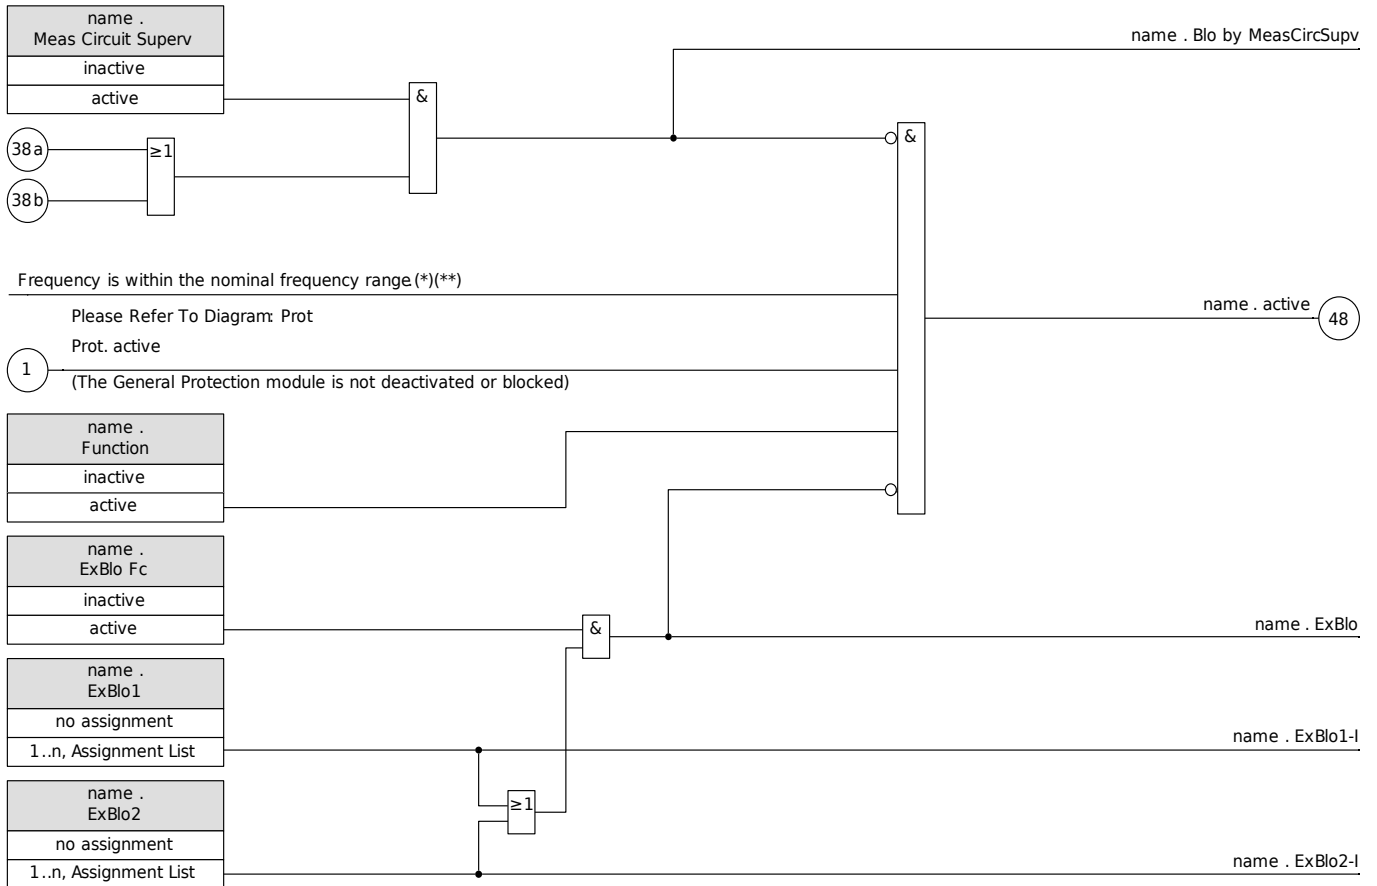 name .
Meas Circuit Superv
inactive
active
name . Blo by MeasCircSupv
&
&
38a
≥1
38b
Frequency is within the nominal frequency range.(*)(**)
Please Refer To Diagram: Prot
name . active
48
Prot. active
1
(The General Protection module is not deactivated or blocked)
name .
Function
inactive
active
name .
ExBlo Fc
inactive
active
&
name . ExBlo
name .
ExBlo1
no assignment
1..n, Assignment List
name . ExBlo1-I
name .
ExBlo2
≥1
no assignment
1..n, Assignment List
name . ExBlo2-I